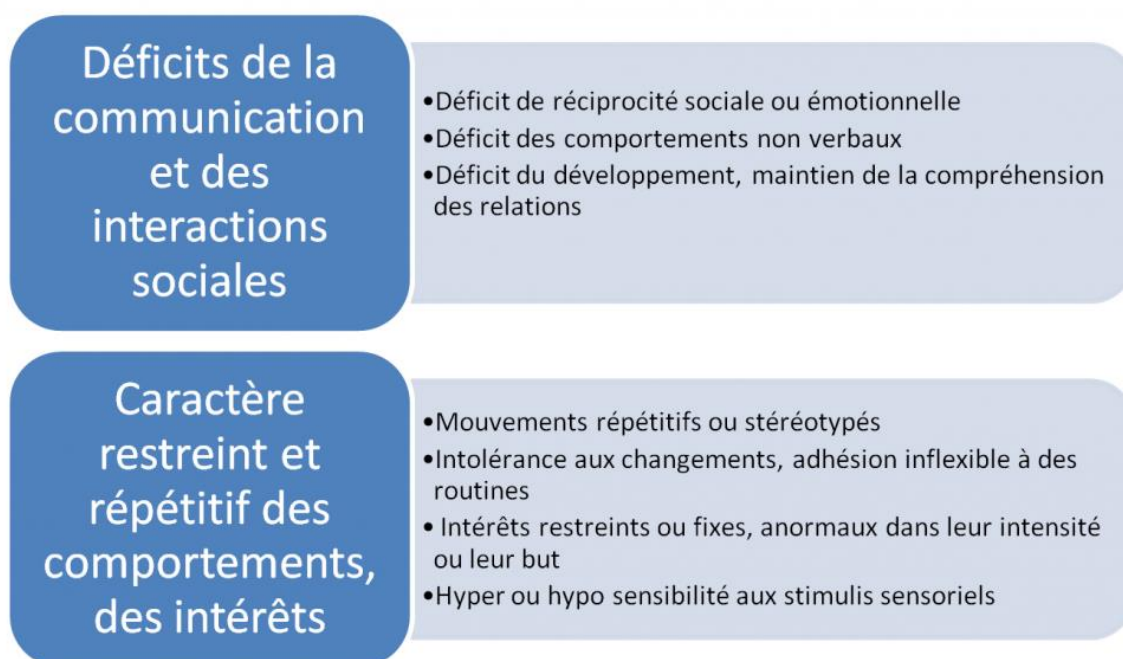 Déficits de la
communication
et des
interactions
sociales
•Déficit de réciprocité sociale ou émotionnelle
•Déficit des comportements non verbaux
•Déficit du développement, maintien de la compréhension
des relations
Caractère
restreint et
répétitif des
comportements,
des intérêts
•Mouvements répétitifs ou stéréotypés
•Intolérance aux changements, adhésion inflexible à des
routines
• Intérêts restreints ou fixes, anormaux dans leur intensité
ou leur but
•Hyper ou hypo sensibilité aux stimulis sensoriels